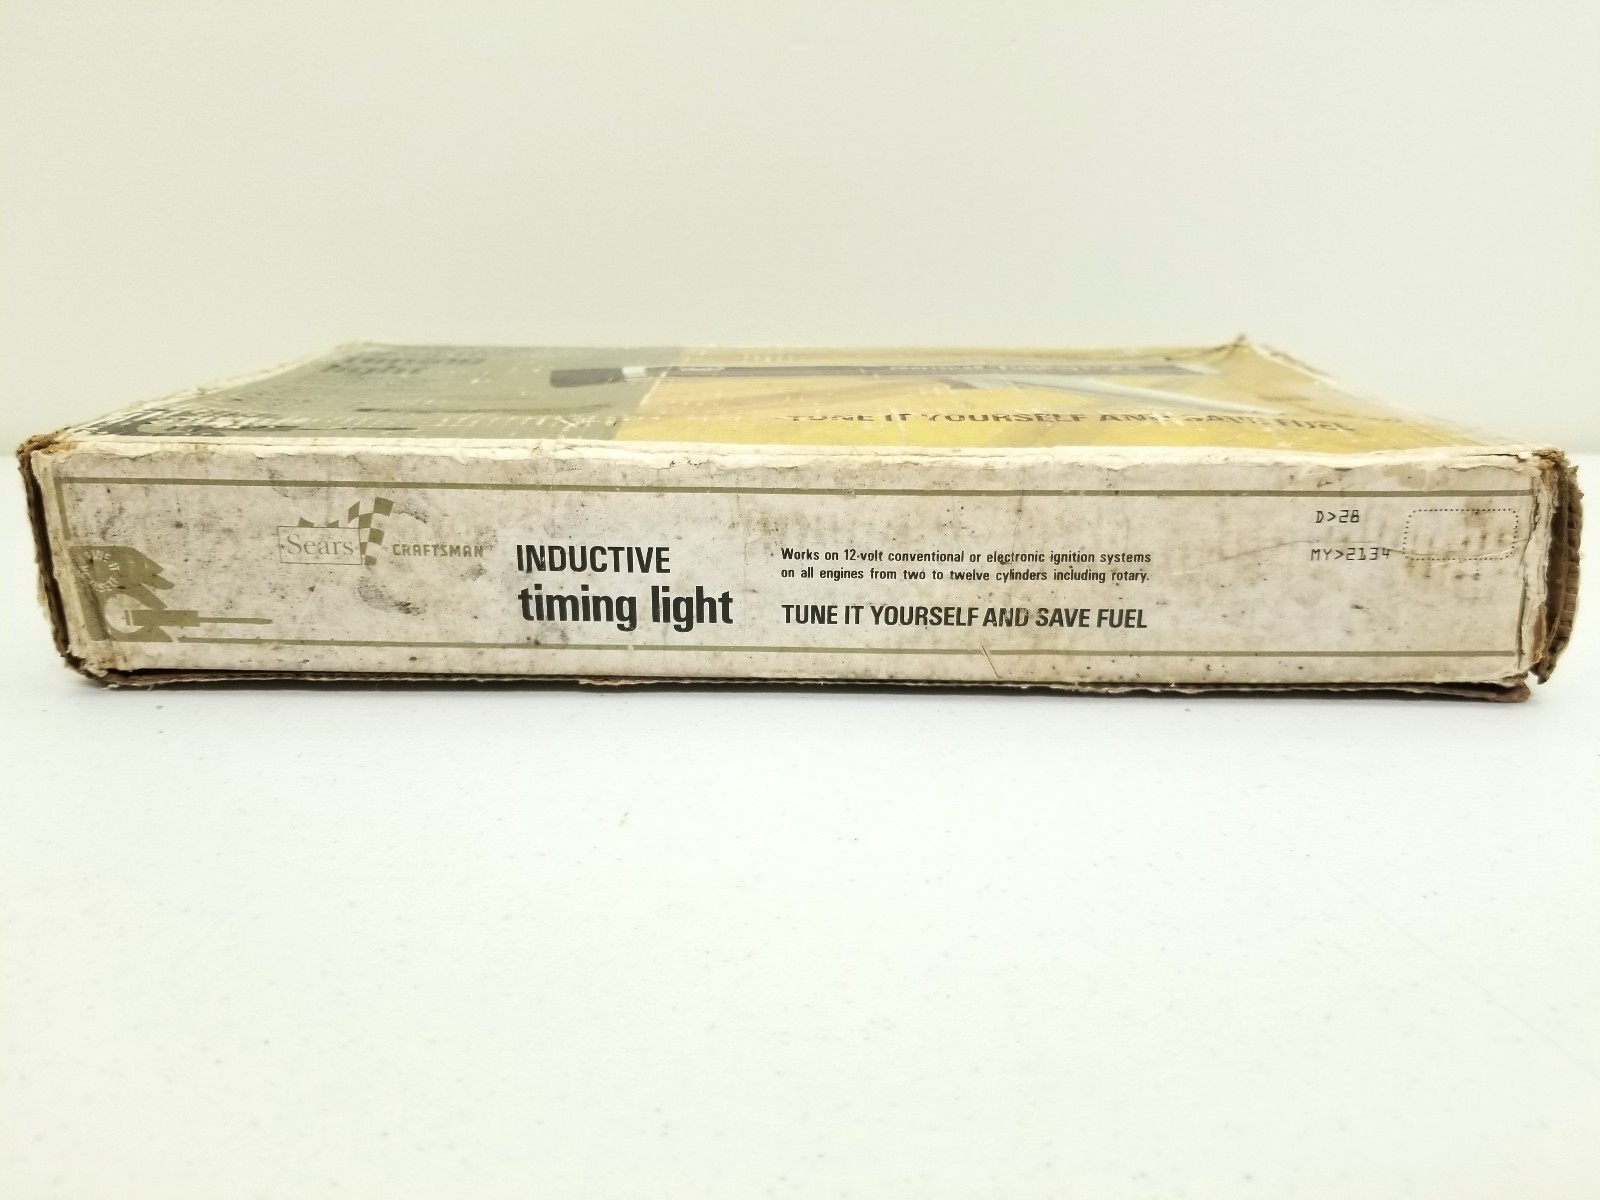 light
CRAFTSMAN
TUNE IT YOURSELF AND SAVE FUEL
Sears
CRAFTSMAN
INDUCTIVE
timing light
Works on 12-volt conventional or electronic ignition systems
on all engines from two to twelve cylinders including rotary.
TUNE IT YOURSELF AND SAVE FUEL
D>28
MY>2134